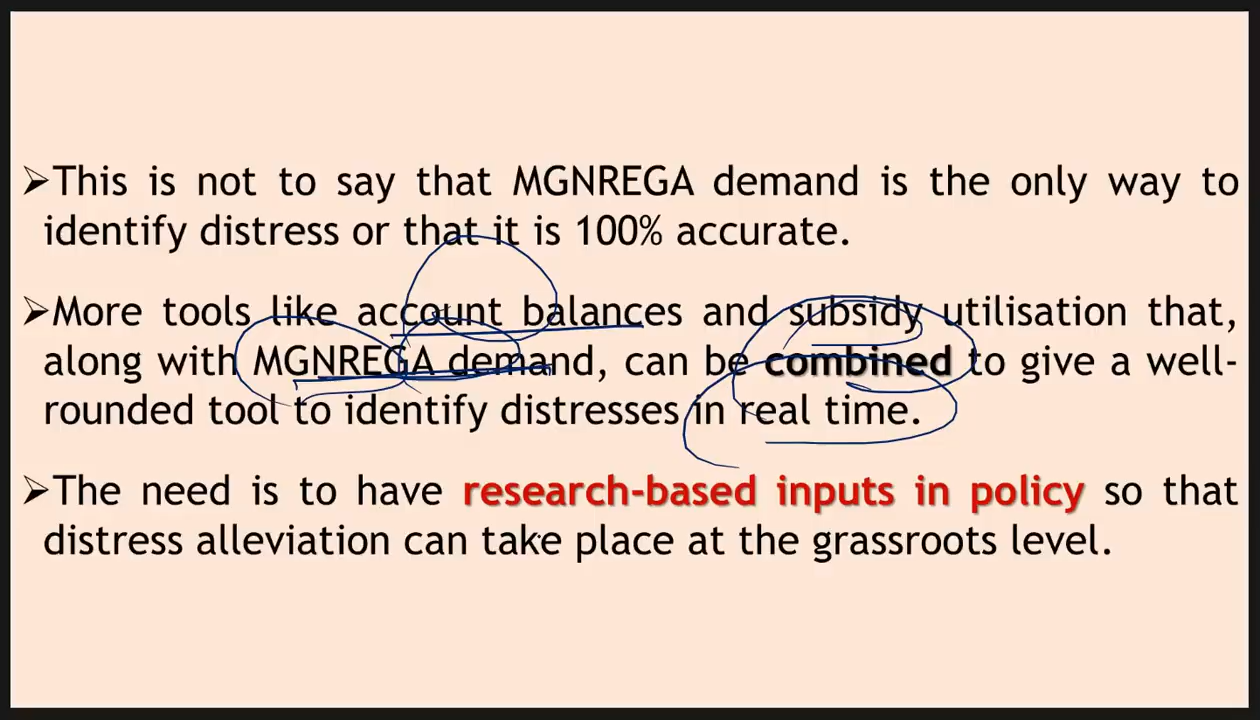 ➢This is not to say that MGNREGA demand is the only way to
identify distress or that it is 100% accurate.
➢More tools like account balances and subsidy utilisation that,
along with MGNREGA demand, can be combined to give a well-
rounded tool to identify distresses in real time.
➢The need is to have research-based inputs in policy so that
distress alleviation can take place at the grassroots level.